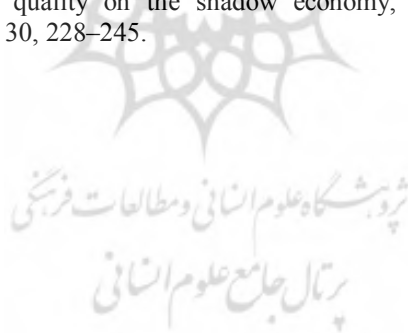 quality on the shadow economy,
30, 228–245.
پژوهشگاه علوم انسانی و مطالعات فرهنگی
پرتال جامع علوم انسانی